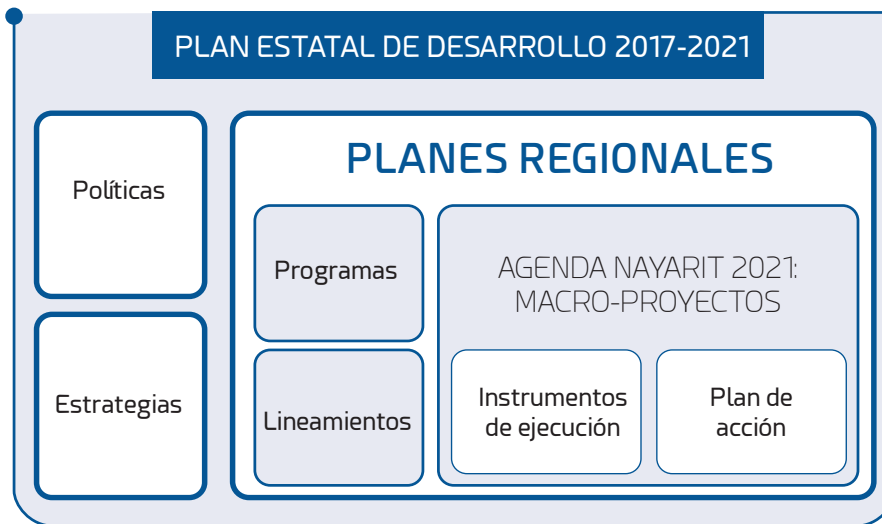 PLAN ESTATAL DE DESARROLLO 2017-2021
Políticas
Estrategias
PLANES REGIONALES
Programas
Lineamientos
AGENDA NAYARIT 2021:
MACRO-PROYECTOS
Instrumentos
de ejecución
Plan de
acción